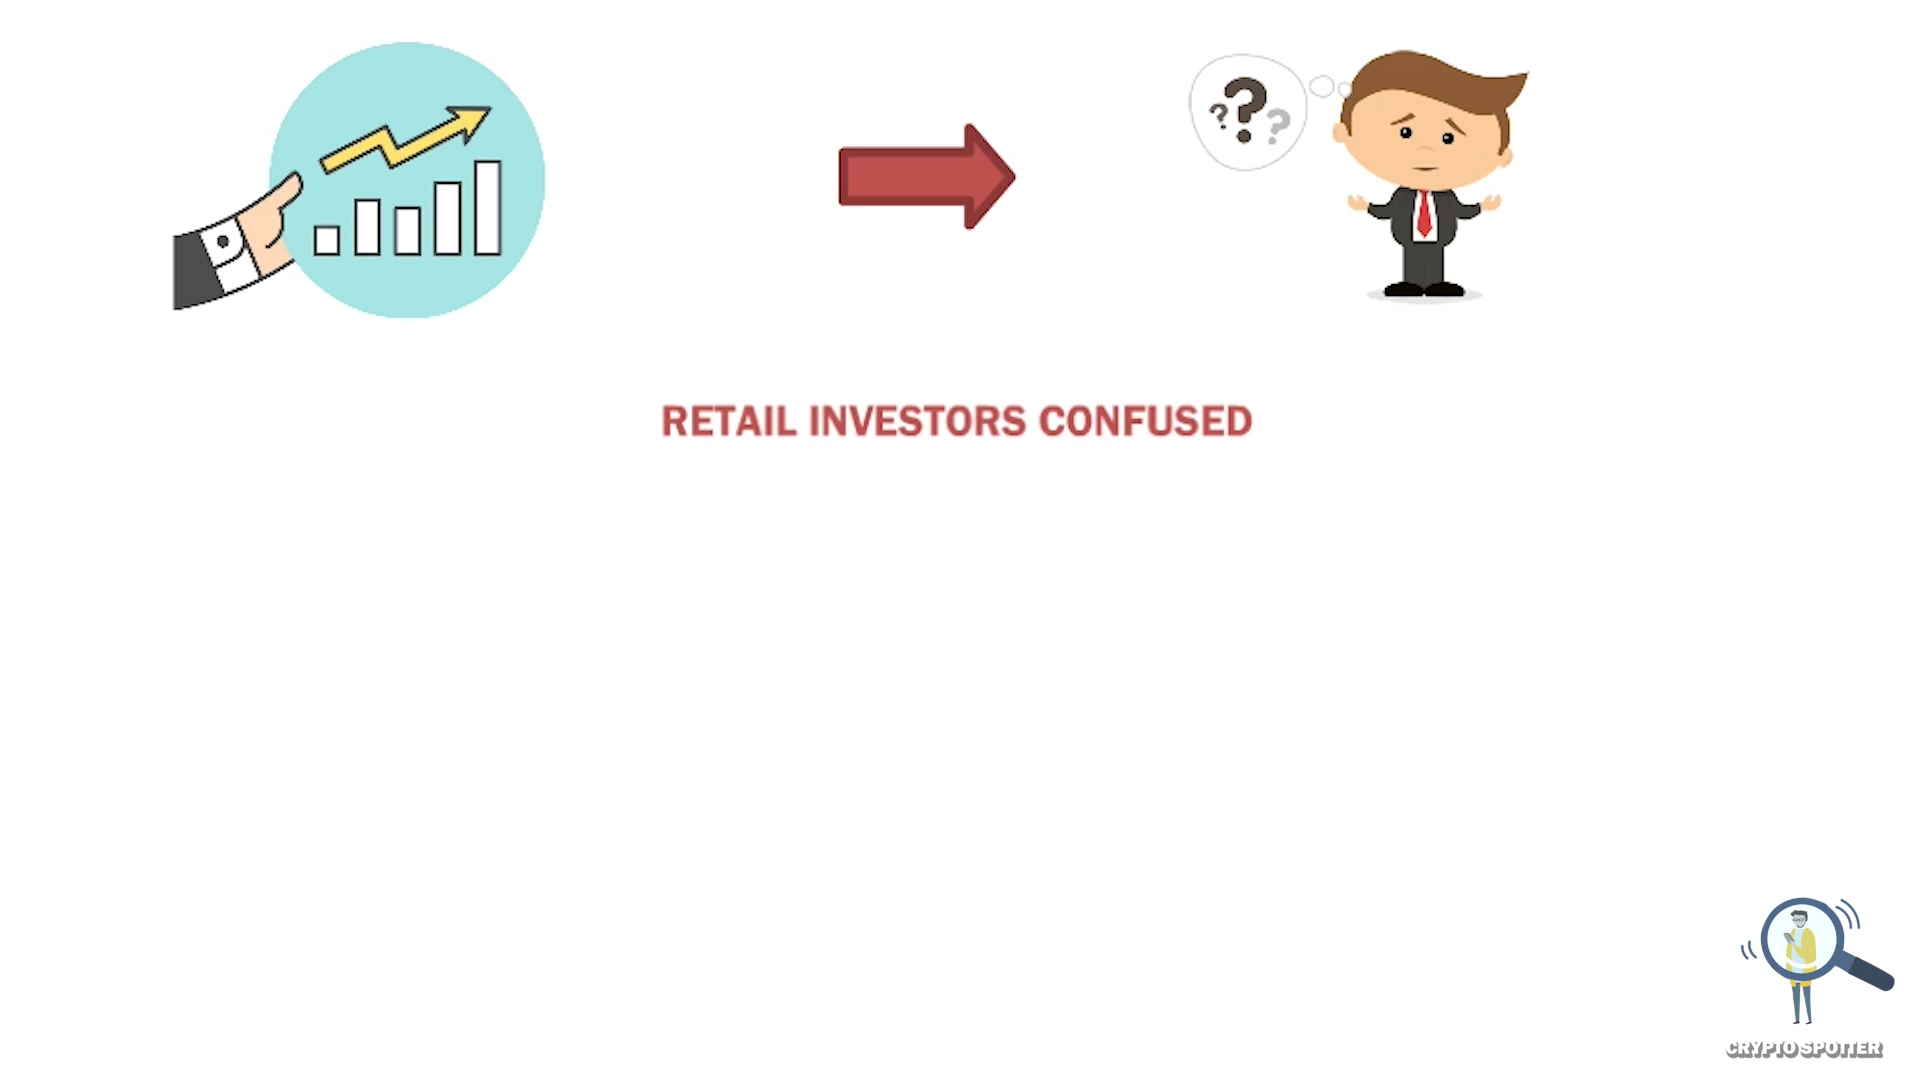 ? ? ?
RETAIL INVESTORS CONFUSED
CRYPTO SPOTTER